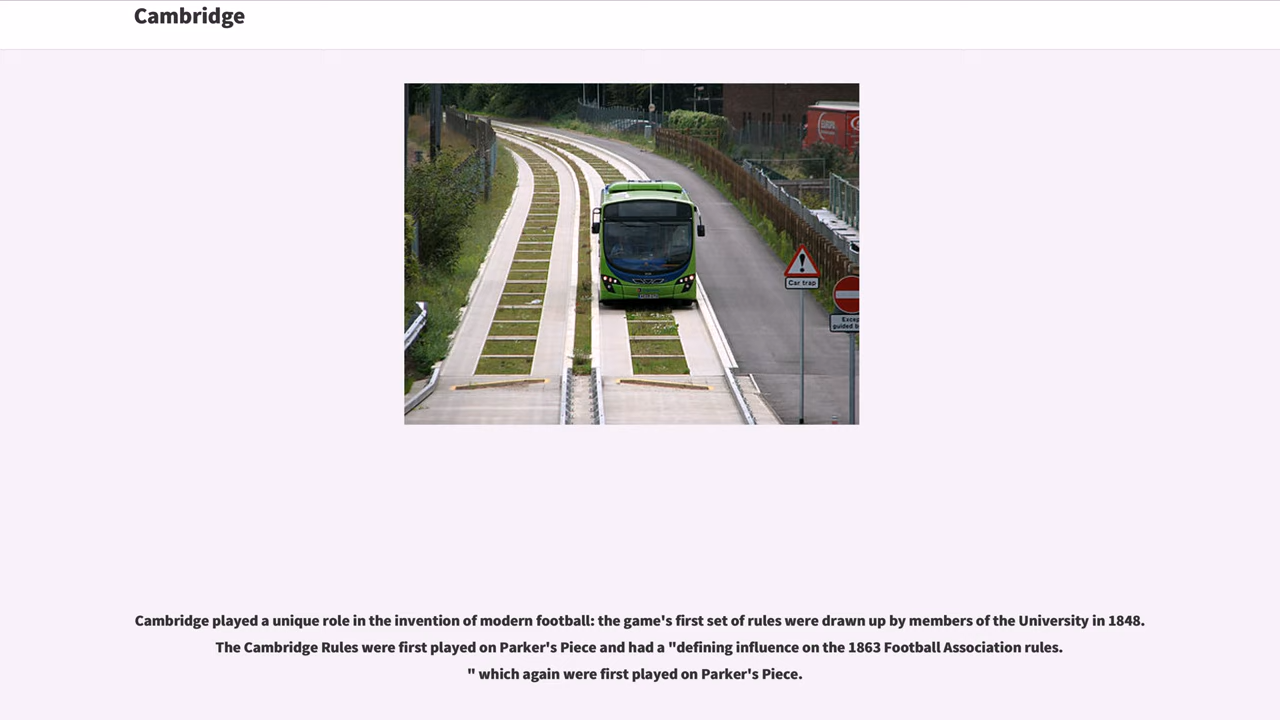 Cambridge
EUROPA
Car trap
guided b
Cambridge played a unique role in the invention of modern football: the game's first set of rules were drawn up by members of the University in 1848.
The Cambridge Rules were first played on Parker's Piece and had a "defining influence on the 1863 Football Association rules.
" which again were first played on Parker's Piece.